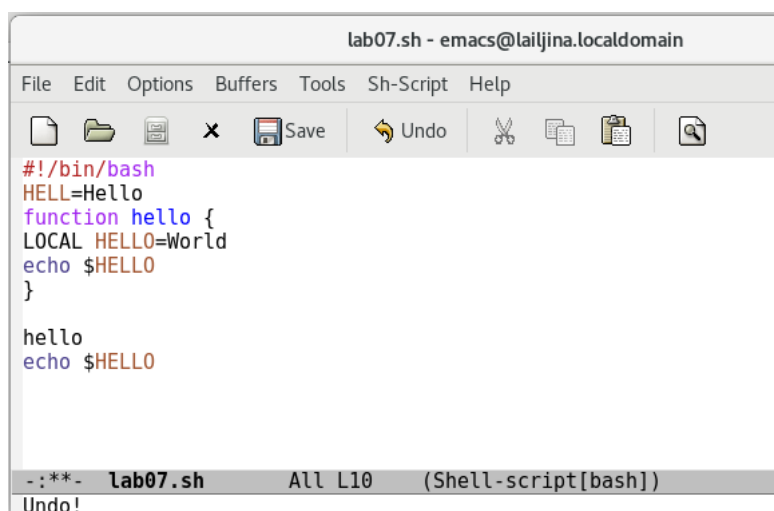 lab07.sh - emacs@lailjina.localdomain
File Edit Options Buffers Tools Sh-Script Help
Save Undo
#!/bin/bash
HELL=Hello
function hello {
LOCAL HELLO=World
echo $HELLO
}
hello
echo $HELLO
-:**- lab07.sh All L10 (Shell-script[bash])
Undo!